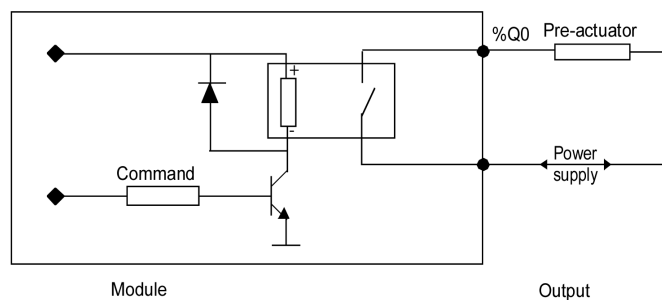 %Q0
Pre-actuator
+
-
Command
Power
supply
Module
Output